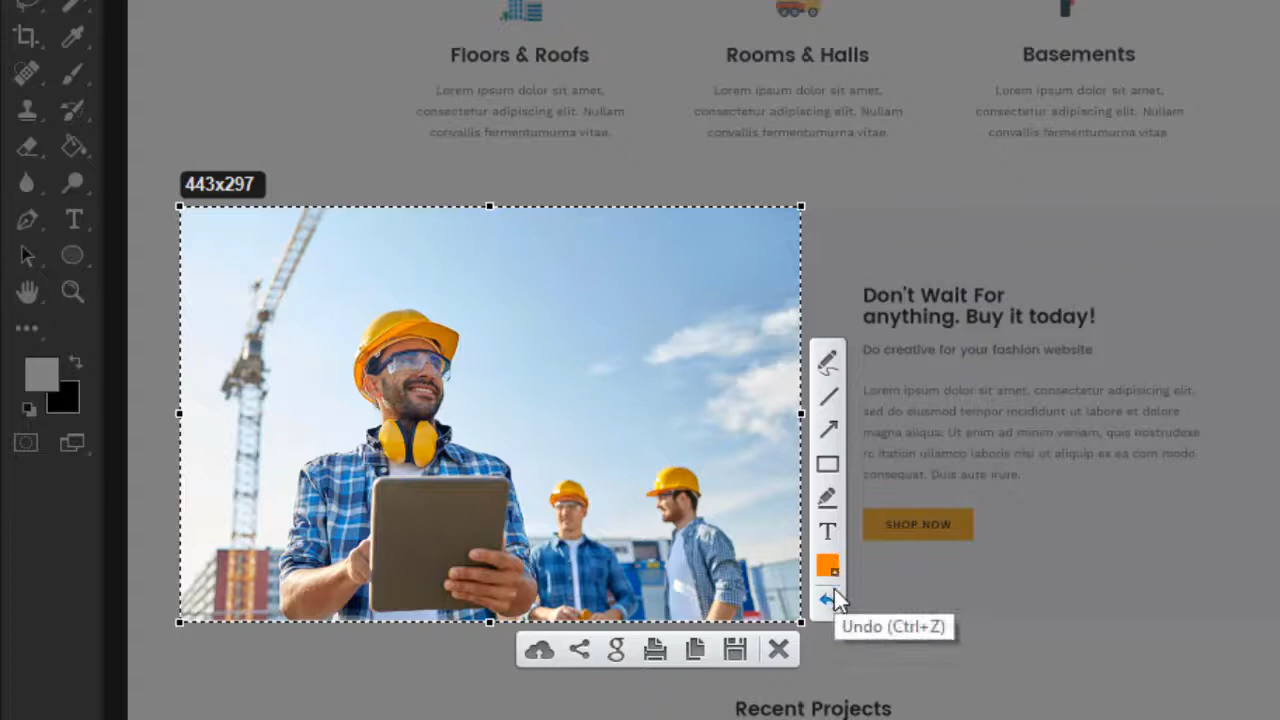 Floors & Roofs
Rooms & Halls
Basements
Lorem ipsum dolor sit amet,
consectetur adipiscing elit. Nullam
convallis fermentumurna vitae.
Lorem ipsum dolor sit amet,
consectetur adipiscing elit. Nullam
convallis fermentumurna vitae.
Lorem ipsum dolor sit amet,
consectetur adipiscing elit. Nullam
convallis fermentumurna vitae
443x297
Don't Wait For
anything. Buy it today!
Do creative for your fashion website
Lorem ipsum dolor sit amet, consectetur adipisicing elit,
sed do eiusmod tempor incididunt ut labore et dolore
magna aliqua. Ut enim ad minim veniam, quis nostrudexe
rc itation ullamco laboris nisi ut aliquip ex ea com modo
consequat. Duis aute irure.
SHOP NOW
T
T
g
Undo (Ctrl+Z)
Recent Projects